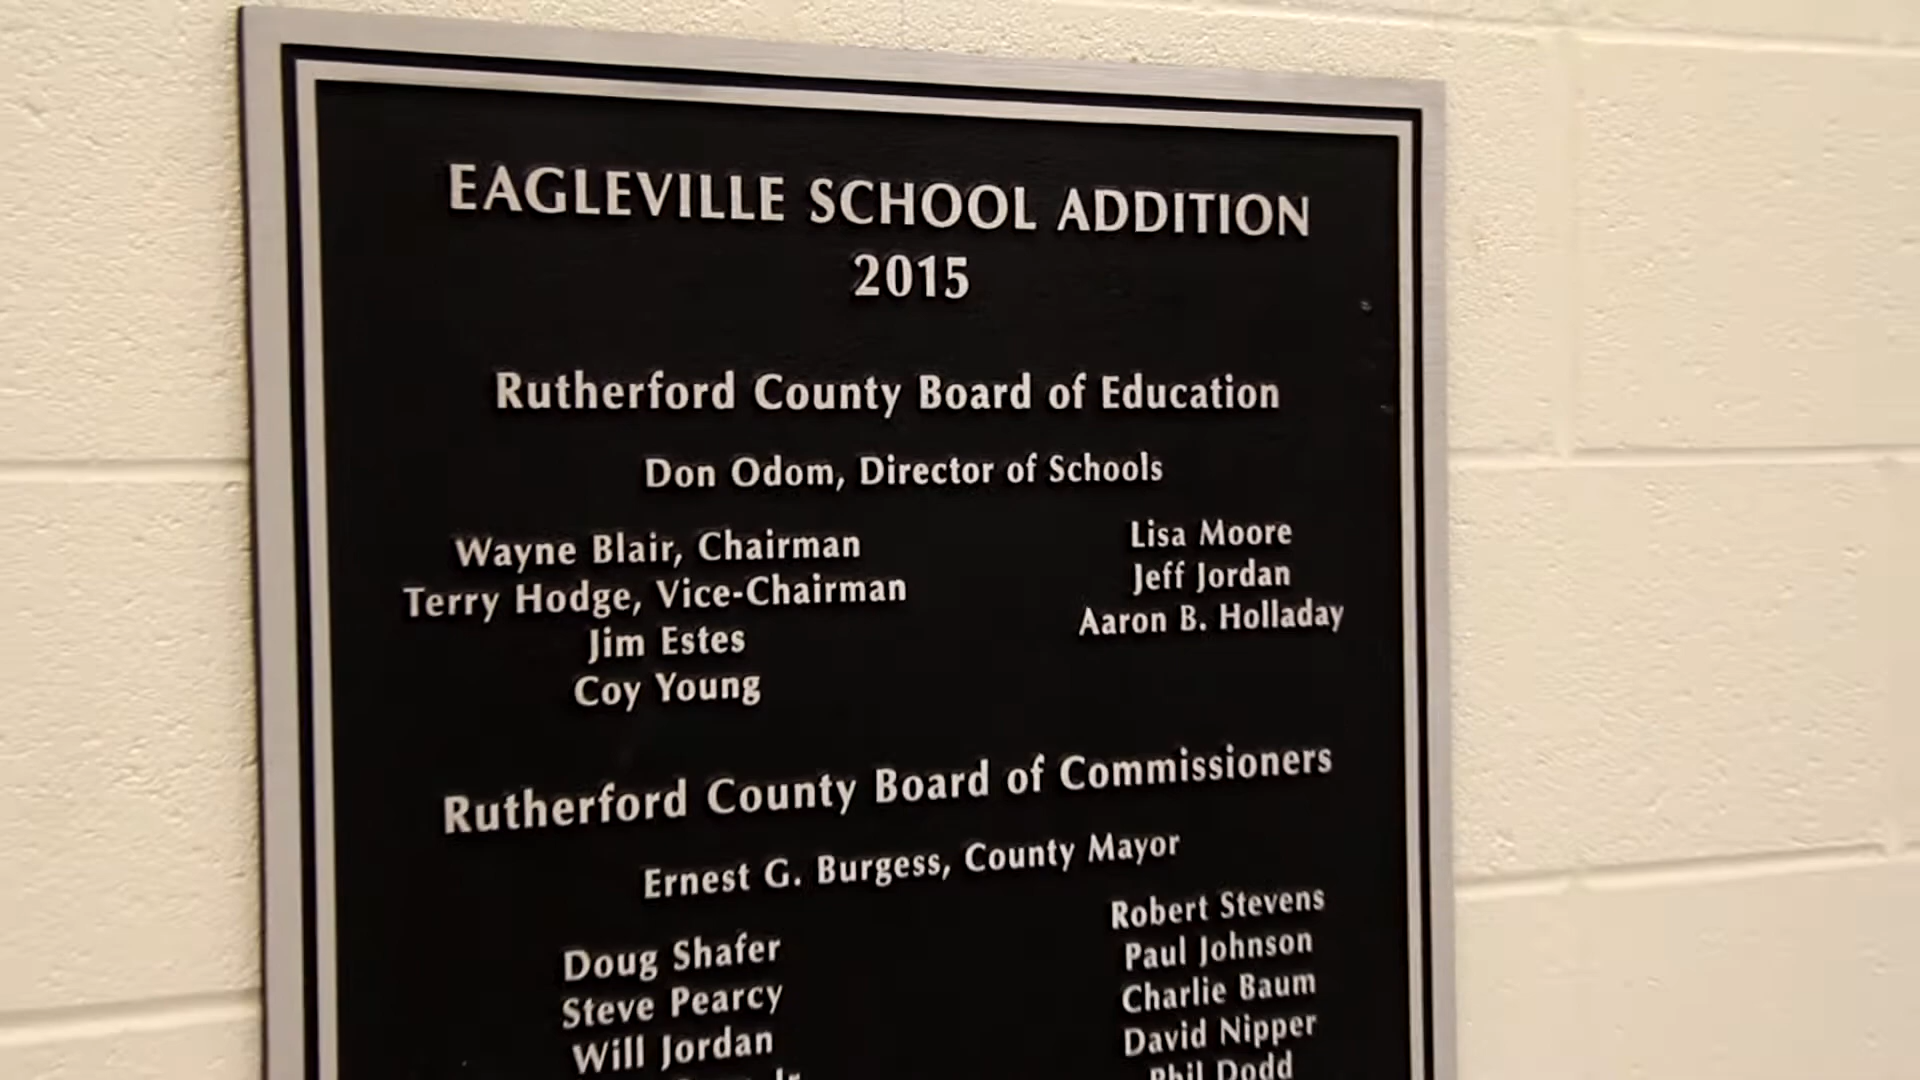 EAGLEVILLE SCHOOL ADDITION
2015
Rutherford County Board of Education
Don Odom, Director of Schools
Wayne Blair, Chairman
Terry Hodge, Vice-Chairman
Jim Estes
Coy Young
Lisa Moore
Jeff Jordan
Aaron B. Holladay
Rutherford County Board of Commissioners
Ernest G. Burgess, County Mayor
Doug Shafer
Steve Pearcy
Will Jordan
Jr.
Robert Stevens
Paul Johnson
Charlie Baum
David Nipper
Phil Dodd